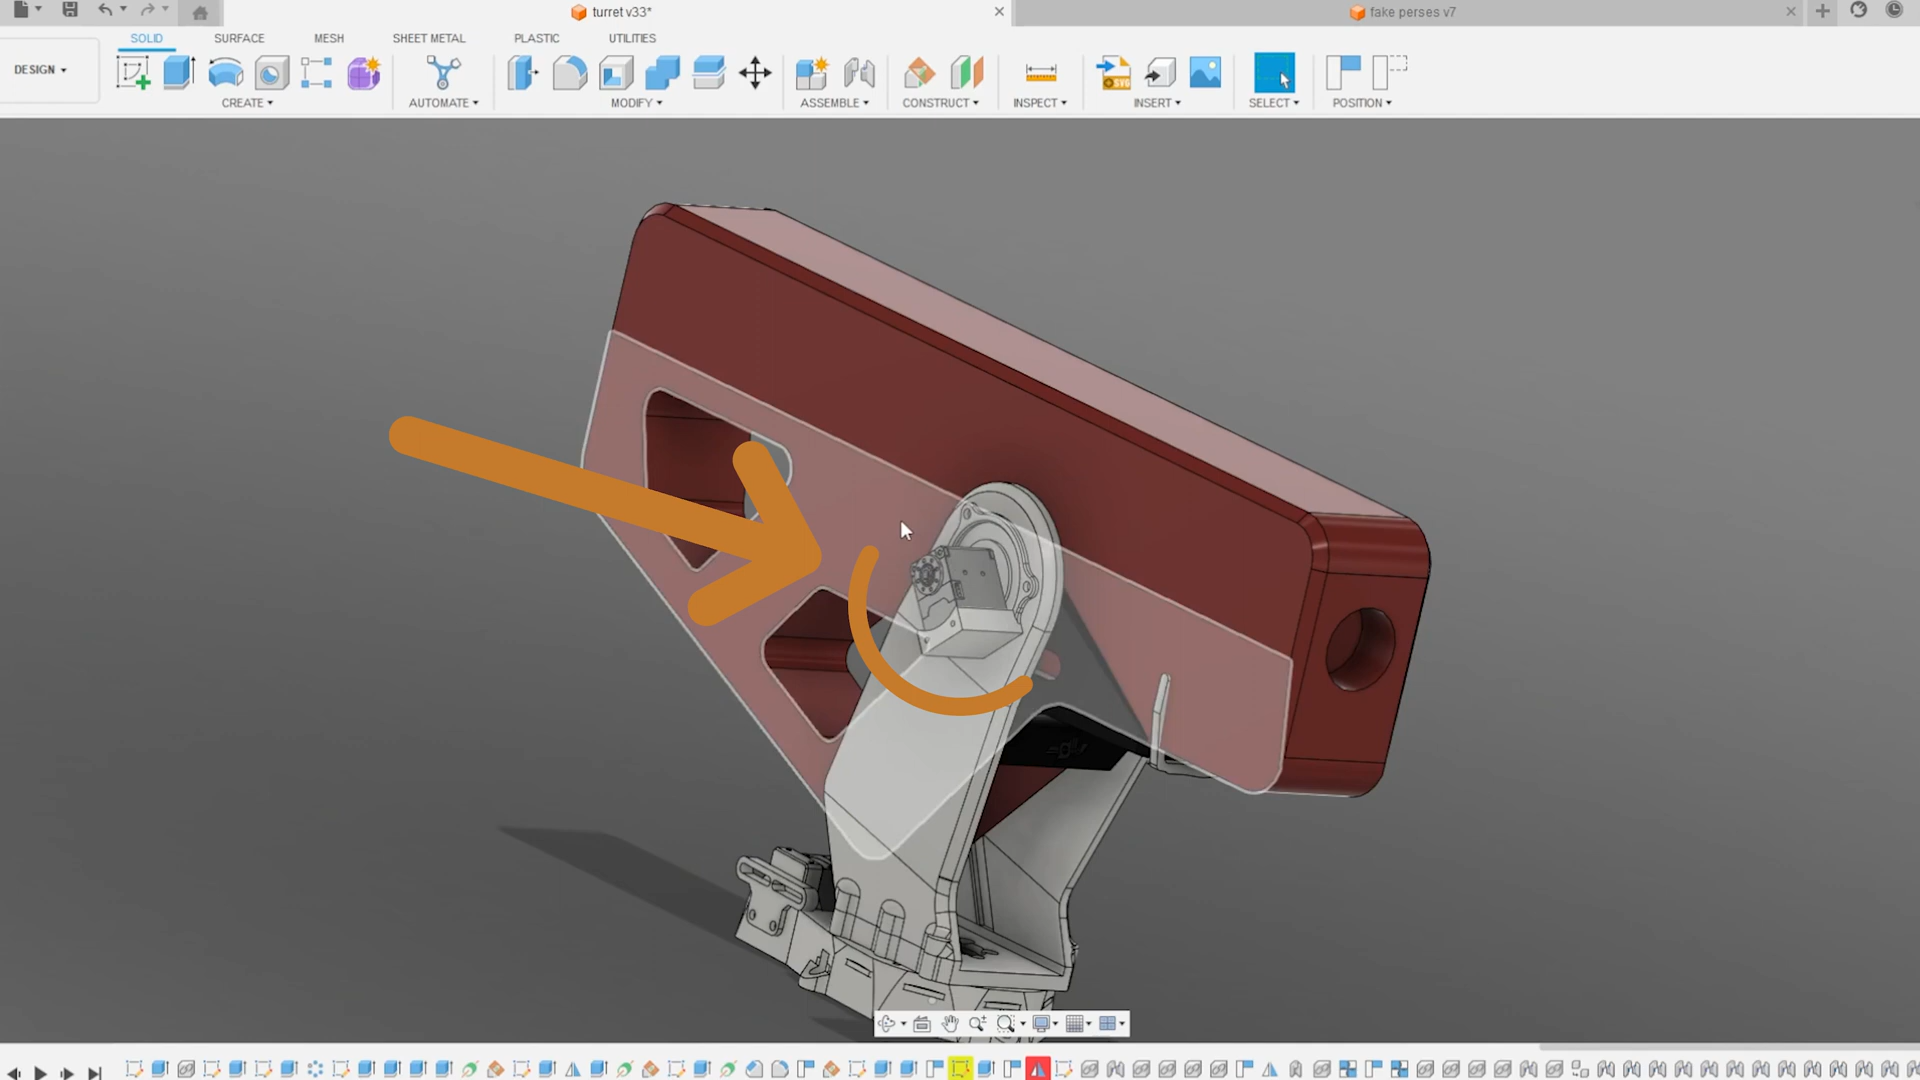 turret v33*
fake perses v7
SOLID
SURFACE
MESH
SHEET METAL
PLASTIC
UTILITIES
DESIGN
CREATE
AUTOMATE
MODIFY
ASSEMBLE
CONSTRUCT
INSPECT
INSERT
SELECT
POSITION